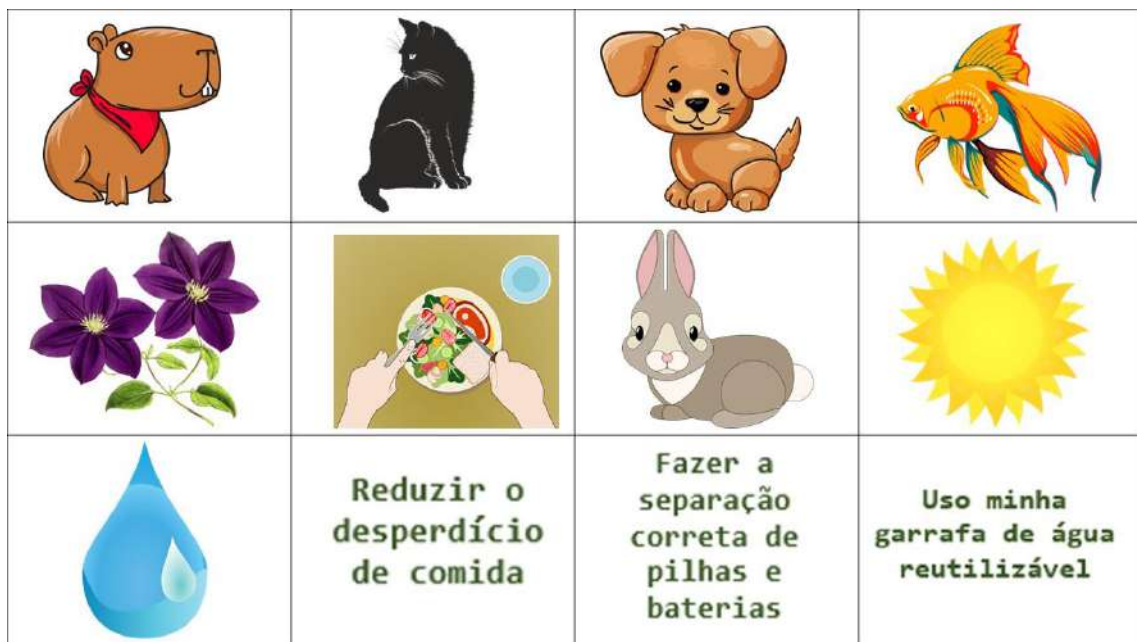 Reduzir o
desperdício
de comida
Fazer a
separação
correta de
pilhas e
baterias
Uso minha
garrafa de água
reutilizável